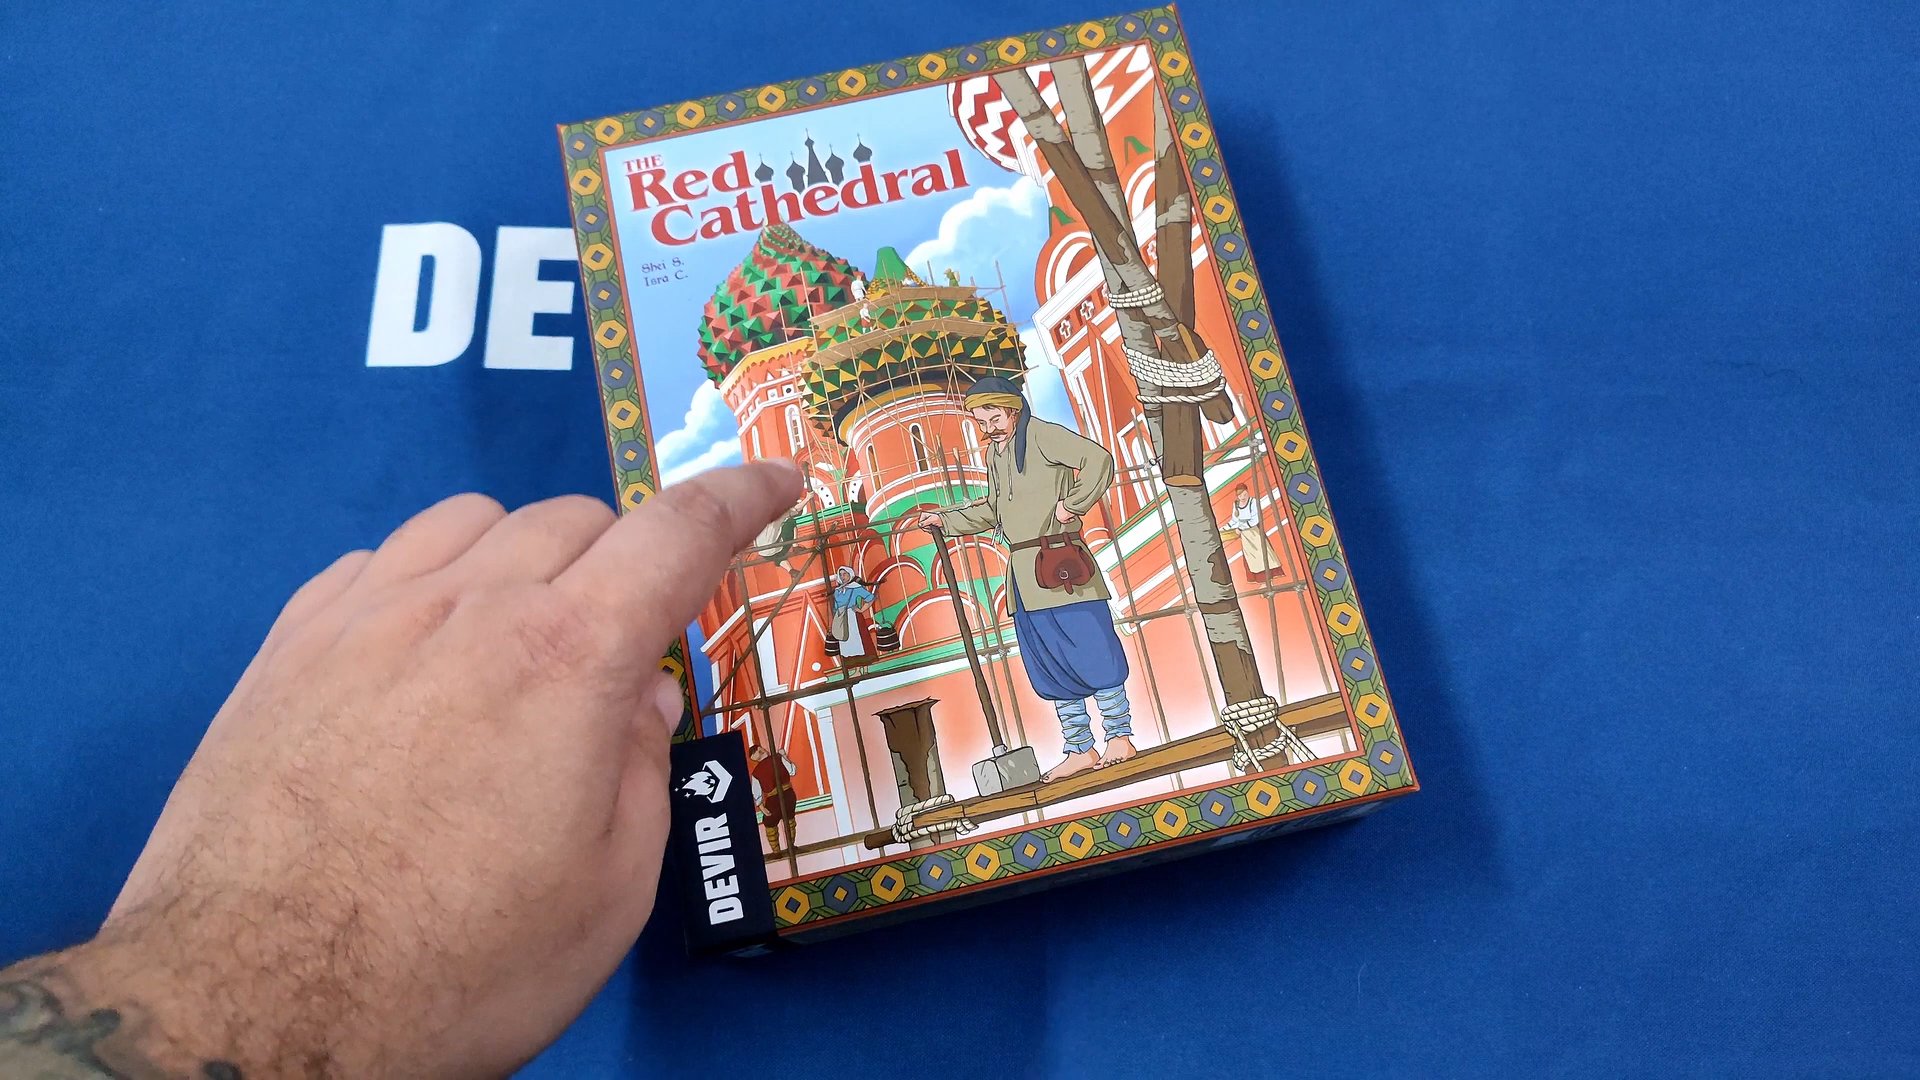 DE
THE
Red
Cathedral
Shei S.
Isra C.
DEVIR